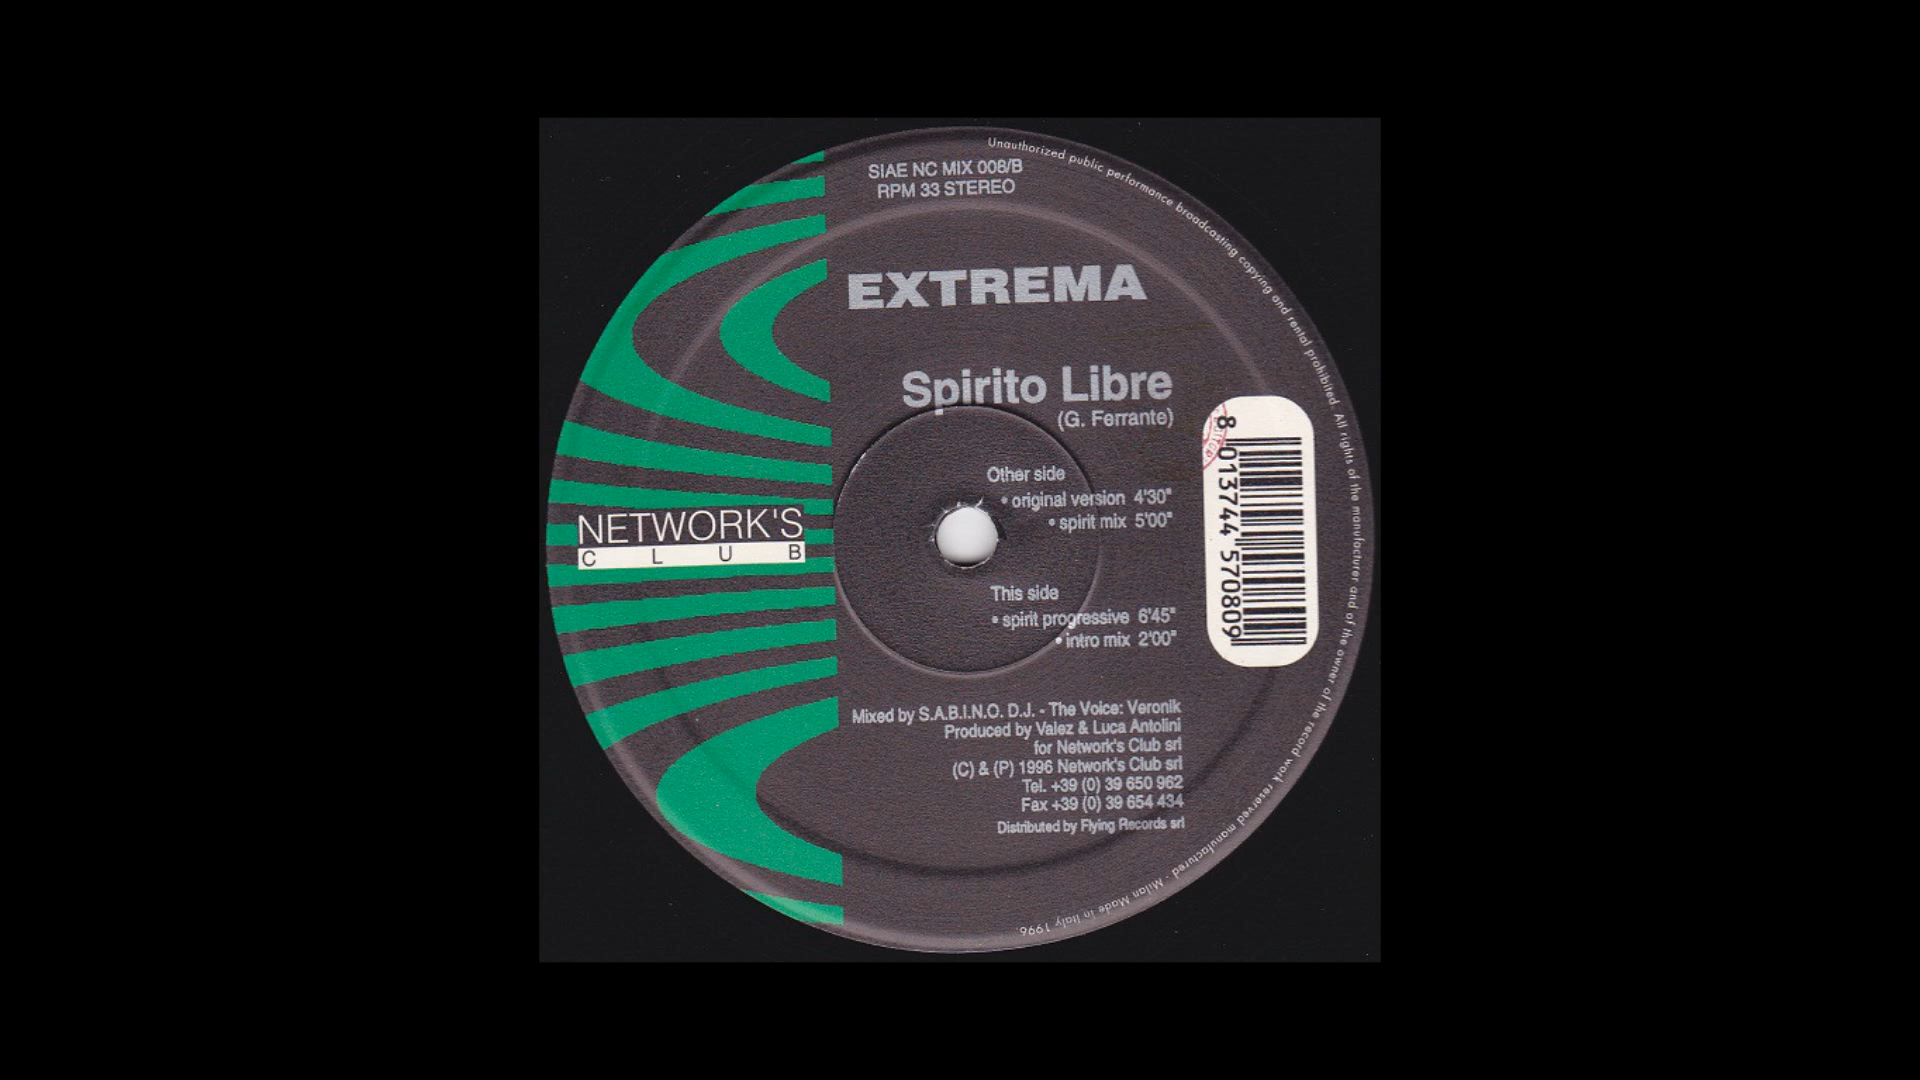 Unauthorized public performance broadcasting copying and rental prohibited. All rights of the manufacturer and of the owner of the record work reserved manufactured - Milan Made in Italy 1996.
SIAE NC MIX 008/B
RPM 33 STEREO
EXTREMA
Spirito Libre
(G. Ferrante)
Other side
• original version 4'30"
• spirit mix 5'00"
NETWORK'S
CLUB
This side
• spirit progressive 6'45"
• intro mix 2'00"
8 013744 570809
Mixed by S.A.B.I.N.O. D.J. - The Voice: Veronik
Produced by Valez & Luca Antolini
for Network's Club srl
(C) & (P) 1996 Network's Club srl
Tel. +39 (0) 39 650 962
Fax +39 (0) 39 654 434
Distributed by Flying Records srl